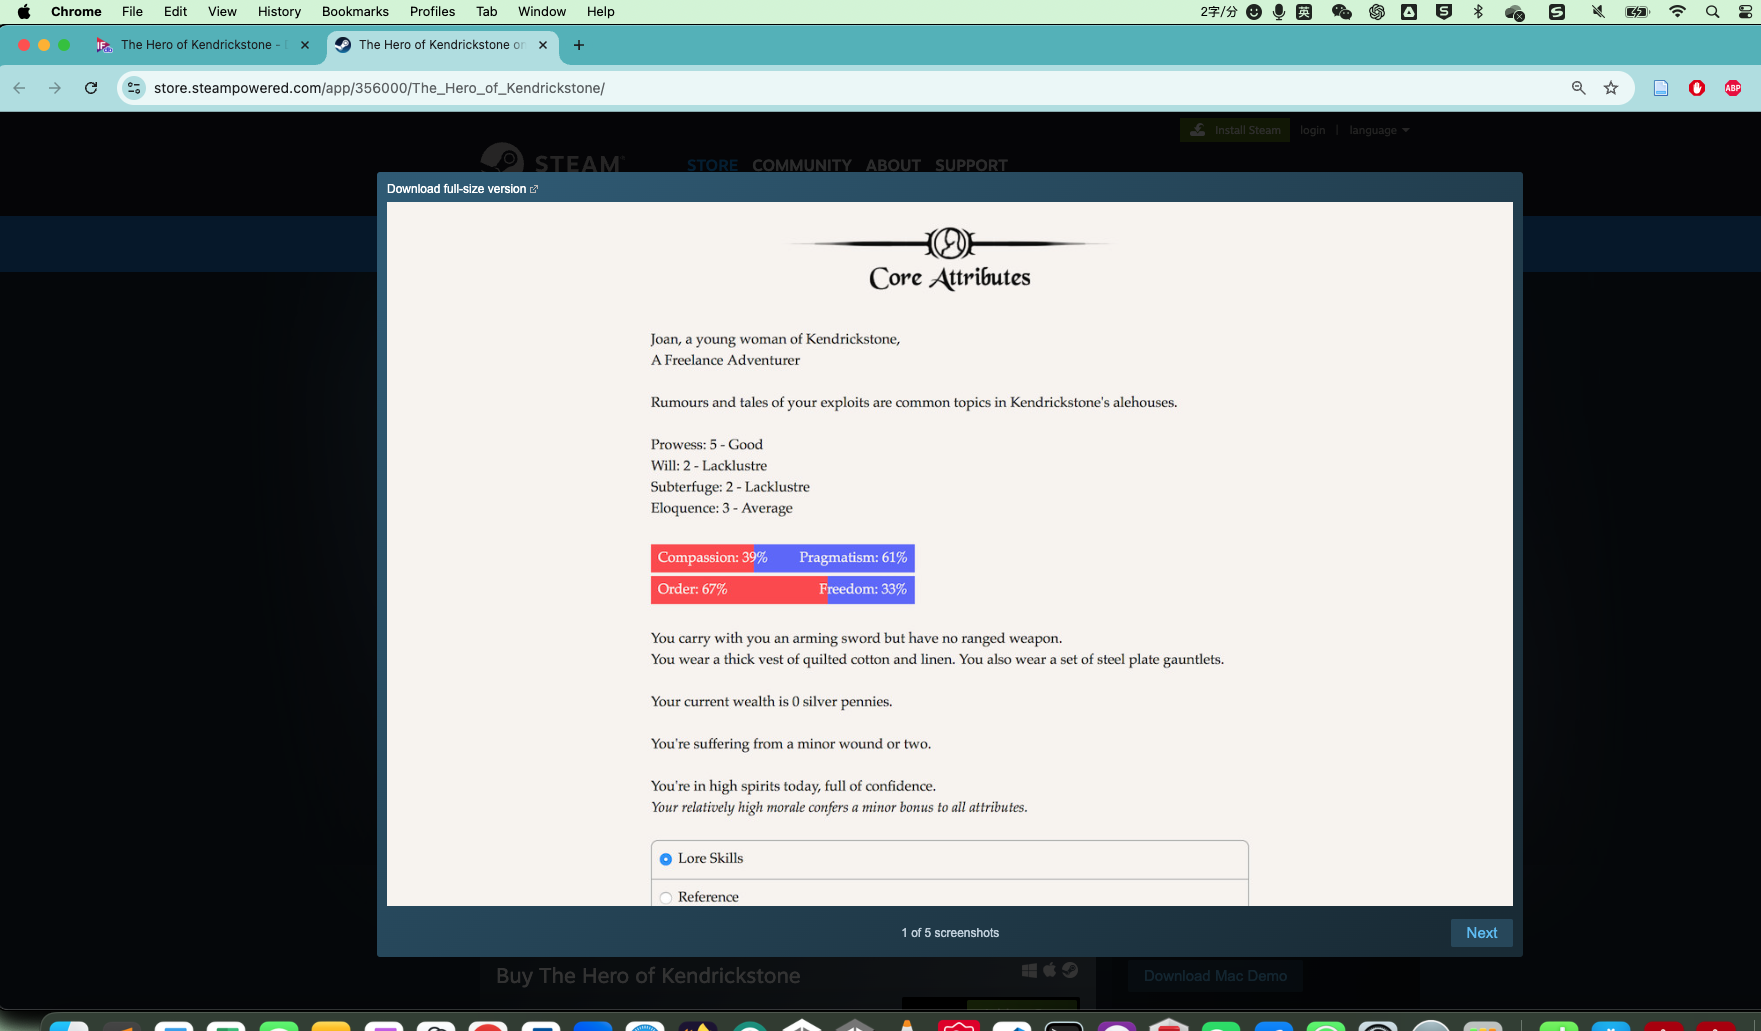 Chrome File Edit View History Bookmarks Profiles Tab Window Help 2字/分 英
The Hero of Kendrickstone - The Hero of Kendrickstone on
store.steampowered.com/app/356000/The_Hero_of_Kendrickstone/ ABP
Install Steam login | language
STEAM STORE COMMUNITY ABOUT SUPPORT
Download full-size version
Core Attributes
Joan, a young woman of Kendrickstone,
A Freelance Adventurer
Rumours and tales of your exploits are common topics in Kendrickstone's alehouses.
Prowess: 5 - Good
Will: 2 - Lacklustre
Subterfuge: 2 - Lacklustre
Eloquence: 3 - Average
Compassion: 39% Pragmatism: 61%
Order: 67% Freedom: 33%
You carry with you an arming sword but have no ranged weapon.
You wear a thick vest of quilted cotton and linen. You also wear a set of steel plate gauntlets.
Your current wealth is 0 silver pennies.
You're suffering from a minor wound or two.
You're in high spirits today, full of confidence.
Your relatively high morale confers a minor bonus to all attributes.
Lore Skills
Reference
1 of 5 screenshots
Next
Buy The Hero of Kendrickstone
Download Mac Demo